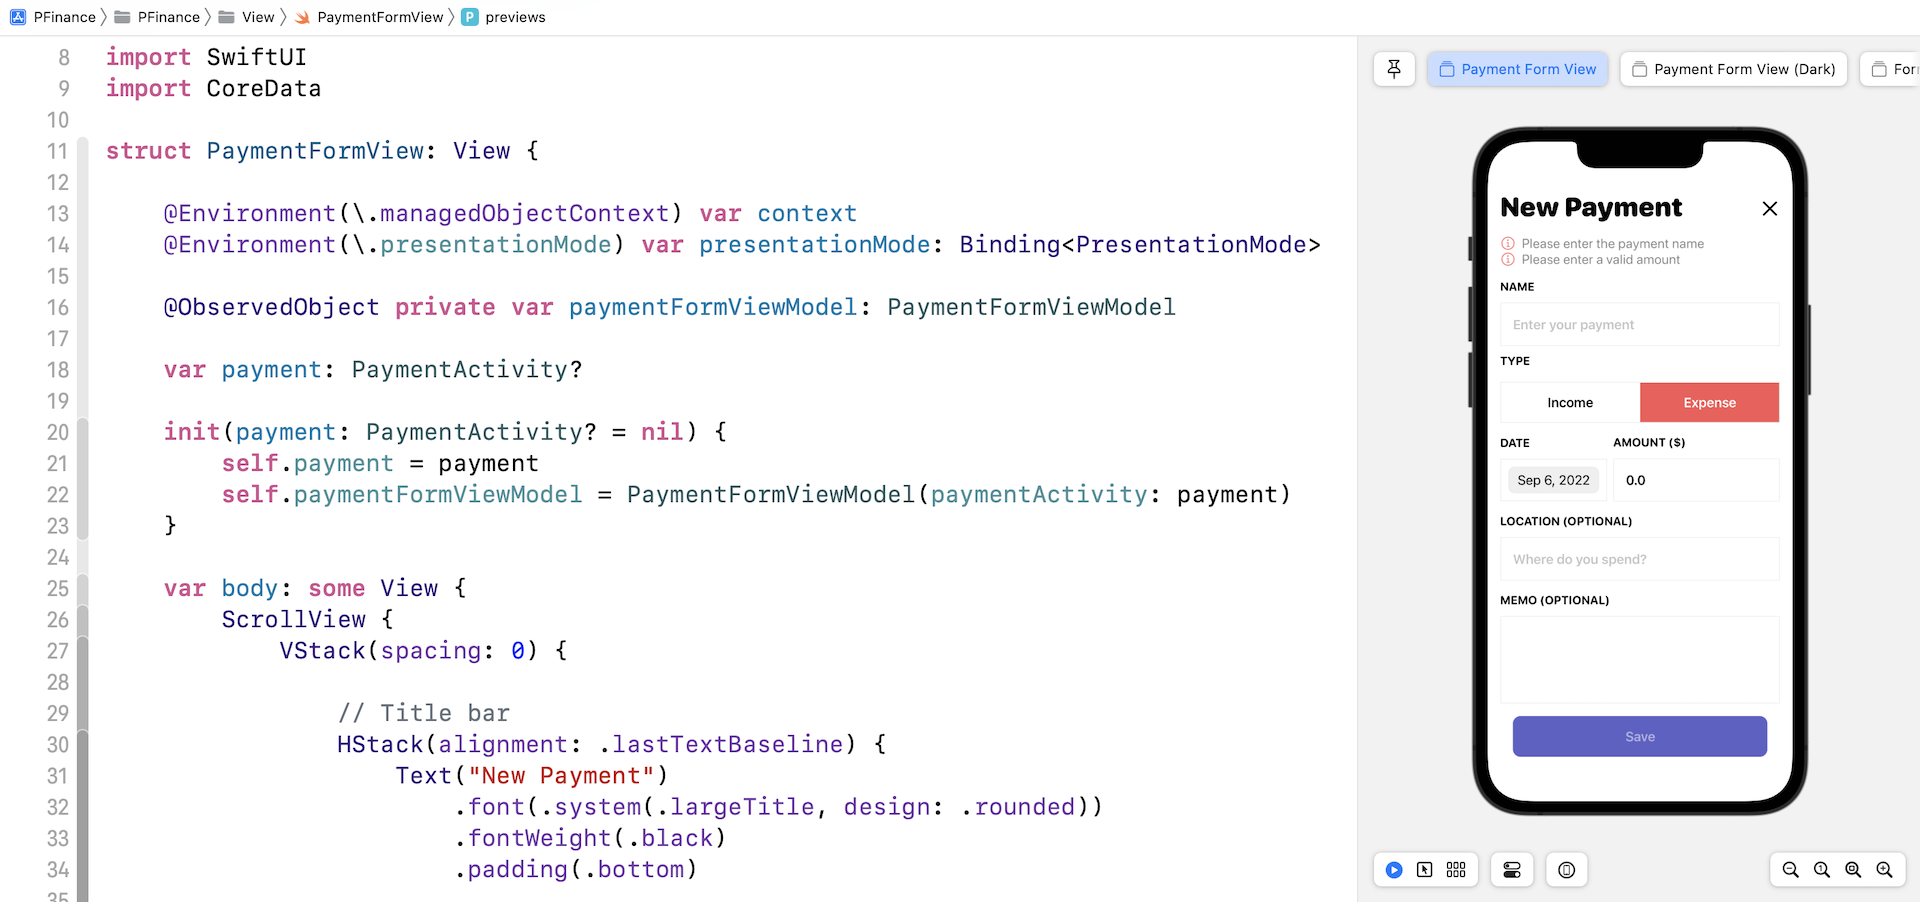 PFinance PFinance View PaymentFormView P previews
8 import SwiftUI
9 import CoreData
10
11 struct PaymentFormView: View {
12
13 @Environment(\.managedObjectContext) var context
14 @Environment(\.presentationMode) var presentationMode: Binding<PresentationMode>
15
16 @ObservedObject private var paymentFormViewModel: PaymentFormViewModel
17
18 var payment: PaymentActivity?
19
20 init(payment: PaymentActivity? = nil) {
21 self.payment = payment
22 self.paymentFormViewModel = PaymentFormViewModel(paymentActivity: payment)
23 }
24
25 var body: some View {
26 ScrollView {
27 VStack(spacing: 0) {
28
29 // Title bar
30 HStack(alignment: .lastTextBaseline) {
31 Text("New Payment")
32 .font(.system(.largeTitle, design: .rounded))
33 .fontWeight(.black)
34 .padding(.bottom)
35
Payment Form View Payment Form View (Dark) For
New Payment
Please enter the payment name
Please enter a valid amount
NAME
Enter your payment
TYPE
Income Expense
DATE AMOUNT ($)
Sep 6, 2022 0.0
LOCATION (OPTIONAL)
Where do you spend?
MEMO (OPTIONAL)
Save